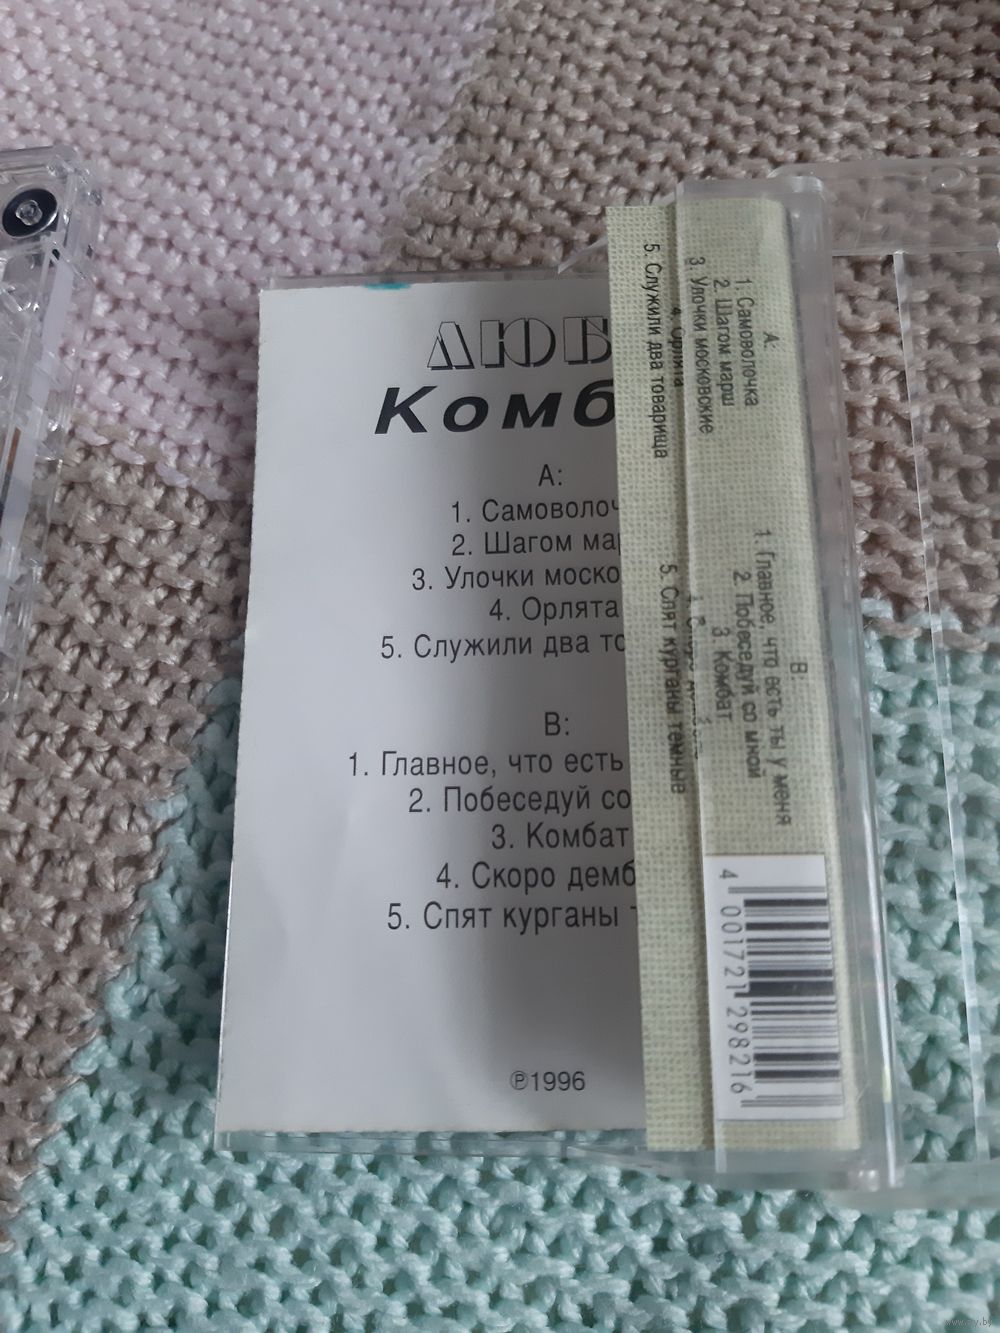 ЛЮБ
Комб
А:
1. Самоволоч
2. Шагом мар
3. Улочки моско
4. Орлята
5. Служили два то
В:
1. Главное, что есть
2. Побеседуй со
3. Комбат
4. Скоро демб
5. Спят курганы т
℗1996
А:
1. Самоволочка
2. Шагом марш
3. Улочки московские
4. Орлята
5. Служили два товарища
В
1. Главное, что есть ты у меня
2. Побеседуй со мной
3. Комбат
5. Спят курганы темные
4 001721 298216